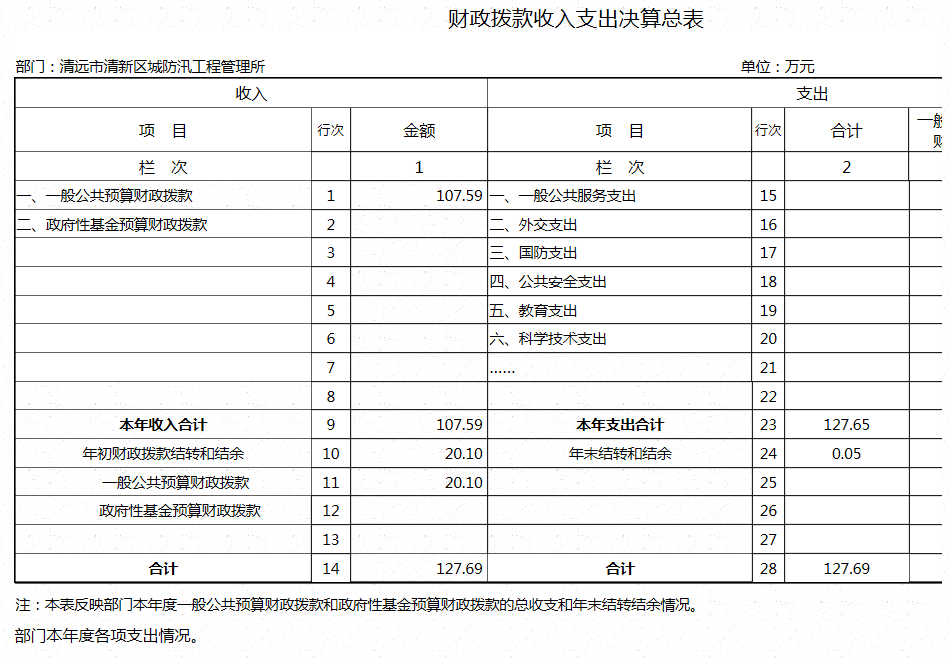 财政拨款收入支出决算总表
部门：清远市清新区城防汛工程管理所 单位：万元
收入 支出
项 目 行次 金额 项 目 行次 合计 一般
财
栏 次 1 栏 次 2
一、一般公共预算财政拨款 1 107.59 一、一般公共服务支出 15
二、政府性基金预算财政拨款 2 二、外交支出 16
3 三、国防支出 17
4 四、公共安全支出 18
5 五、教育支出 19
6 六、科学技术支出 20
7 ...... 21
8 22
本年收入合计 9 107.59 本年支出合计 23 127.65
年初财政拨款结转和结余 10 20.10 年末结转和结余 24 0.05
一般公共预算财政拨款 11 20.10 25
政府性基金预算财政拨款 12 26
13 27
合计 14 127.69 合计 28 127.69
注：本表反映部门本年度一般公共预算财政拨款和政府性基金预算财政拨款的总收支和年末结转结余情况。
部门本年度各项支出情况。